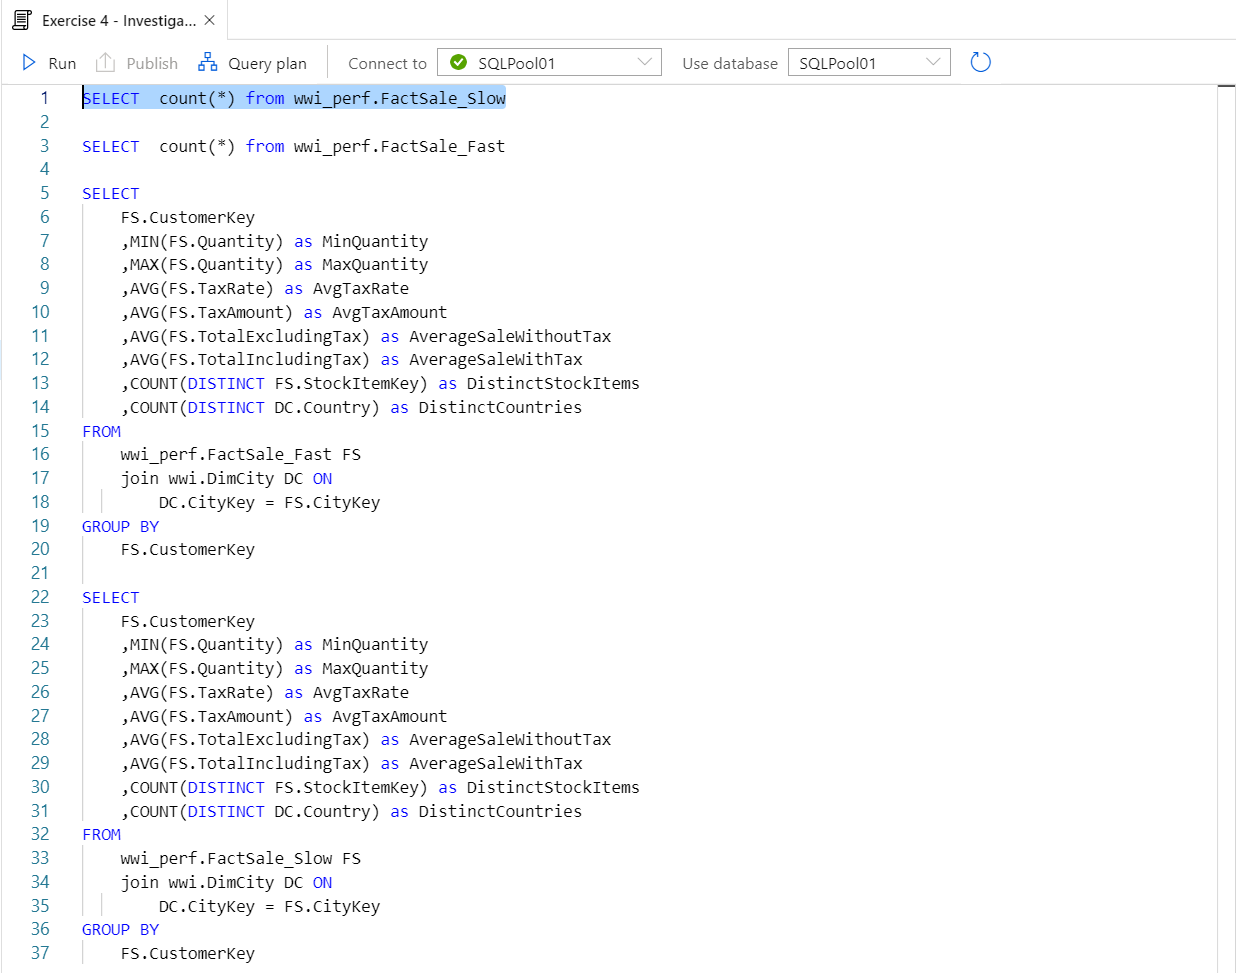 Exercise 4 - Investiga...
Run Publish Query plan Connect to SQLPool01 Use database SQLPool01
1 SELECT  count(*) from wwi_perf.FactSale_Slow
2
3 SELECT  count(*) from wwi_perf.FactSale_Fast
4
5 SELECT
6     FS.CustomerKey
7     ,MIN(FS.Quantity) as MinQuantity
8     ,MAX(FS.Quantity) as MaxQuantity
9     ,AVG(FS.TaxRate) as AvgTaxRate
10     ,AVG(FS.TaxAmount) as AvgTaxAmount
11     ,AVG(FS.TotalExcludingTax) as AverageSaleWithoutTax
12     ,AVG(FS.TotalIncludingTax) as AverageSaleWithTax
13     ,COUNT(DISTINCT FS.StockItemKey) as DistinctStockItems
14     ,COUNT(DISTINCT DC.Country) as DistinctCountries
15 FROM
16     wwi_perf.FactSale_Fast FS
17     join wwi.DimCity DC ON
18         DC.CityKey = FS.CityKey
19 GROUP BY
20     FS.CustomerKey
21
22 SELECT
23     FS.CustomerKey
24     ,MIN(FS.Quantity) as MinQuantity
25     ,MAX(FS.Quantity) as MaxQuantity
26     ,AVG(FS.TaxRate) as AvgTaxRate
27     ,AVG(FS.TaxAmount) as AvgTaxAmount
28     ,AVG(FS.TotalExcludingTax) as AverageSaleWithoutTax
29     ,AVG(FS.TotalIncludingTax) as AverageSaleWithTax
30     ,COUNT(DISTINCT FS.StockItemKey) as DistinctStockItems
31     ,COUNT(DISTINCT DC.Country) as DistinctCountries
32 FROM
33     wwi_perf.FactSale_Slow FS
34     join wwi.DimCity DC ON
35         DC.CityKey = FS.CityKey
36 GROUP BY
37     FS.CustomerKey